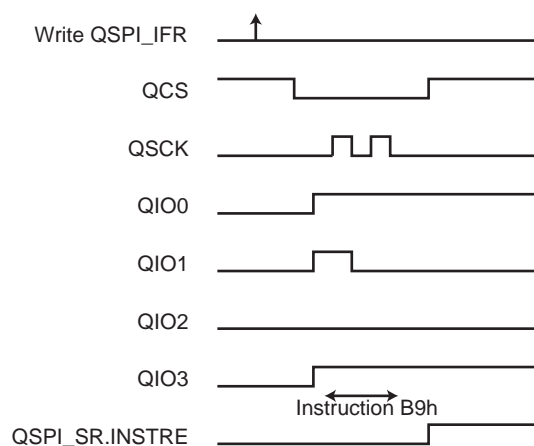 Write QSPI_IFR
QCS
QSCK
QIO0
QIO1
QIO2
QIO3
Instruction B9h
QSPI_SR.INSTRE